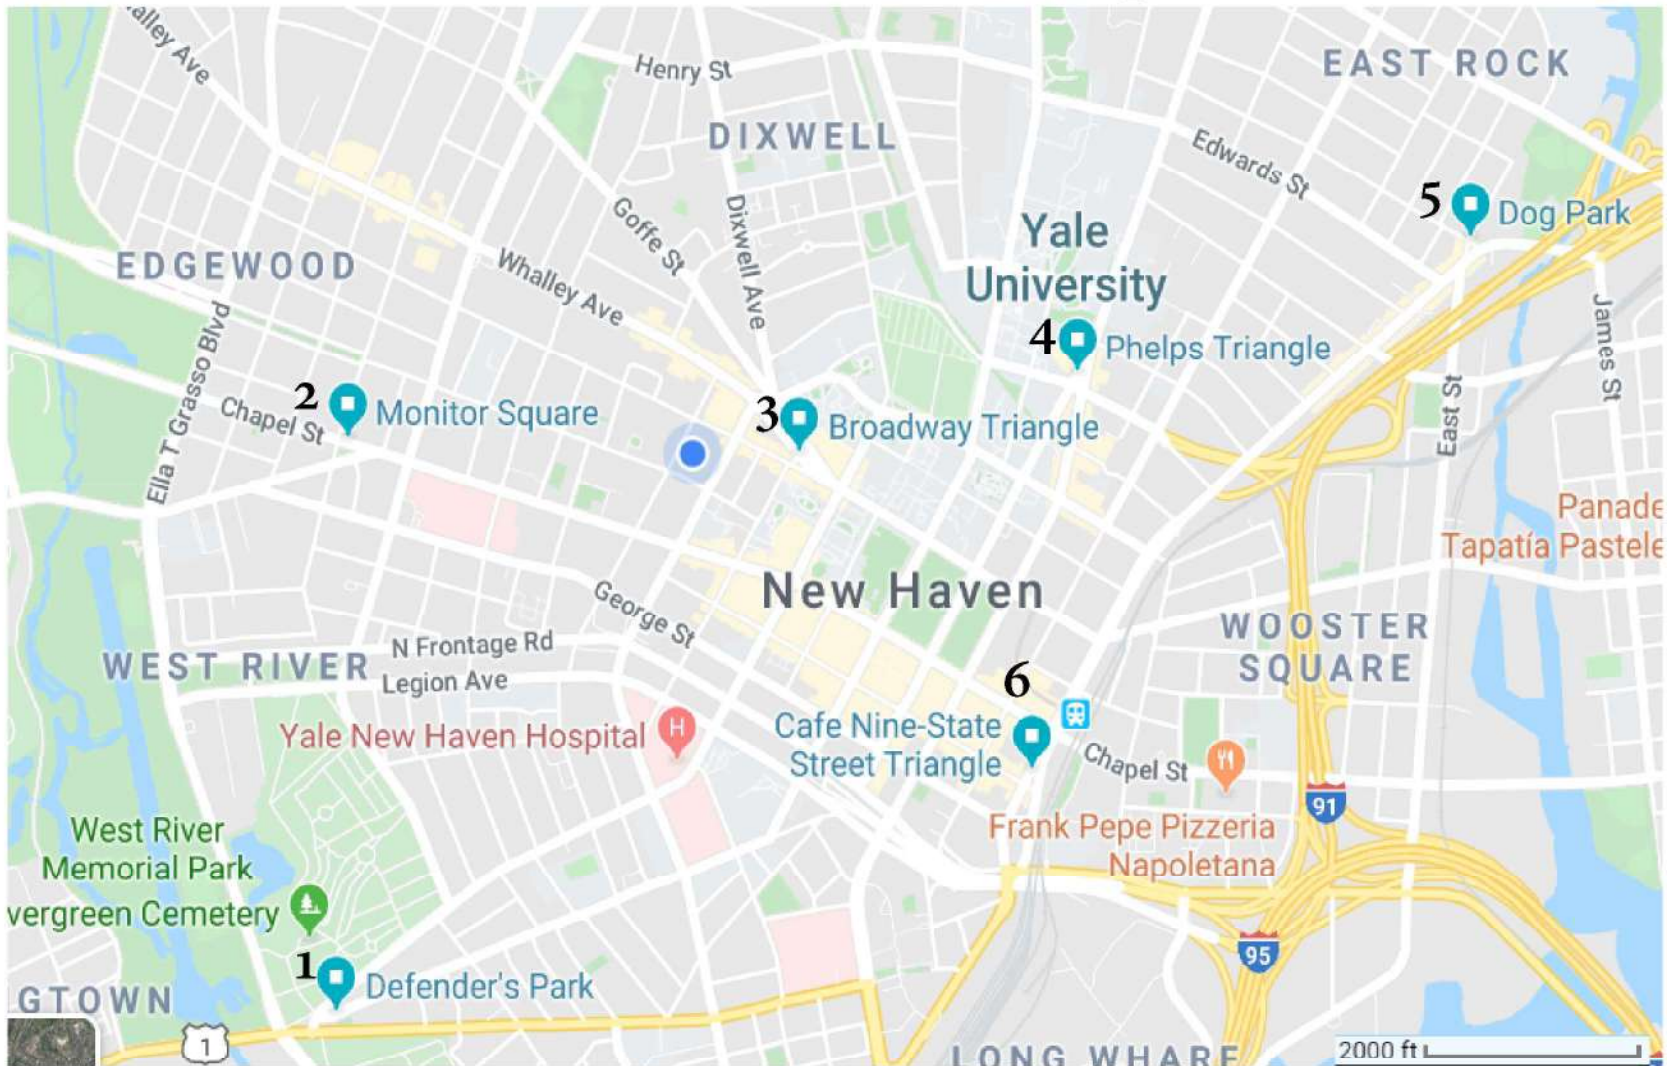 alley Ave
Henry St
EAST ROCK
DIXWELL
Edwards St
5
Dog Park
Goffe St
Dixwell Ave
Yale
University
EDGEWOOD
Whalley Ave
James St
Ella T Grasso Blvd
4
Phelps Triangle
2
Monitor Square
Chapel St
3
Broadway Triangle
East St
Panade
Tapatía Pastele
New Haven
George St
N Frontage Rd
WEST RIVER
Legion Ave
WOOSTER
SQUARE
6
Yale New Haven Hospital
H
Cafe Nine-State
Street Triangle
Chapel St
91
West River
Memorial Park
vergreen Cemetery
Frank Pepe Pizzeria
Napoletana
95
1
Defender's Park
GTOWN
1
LONG WHARF
2000 ft